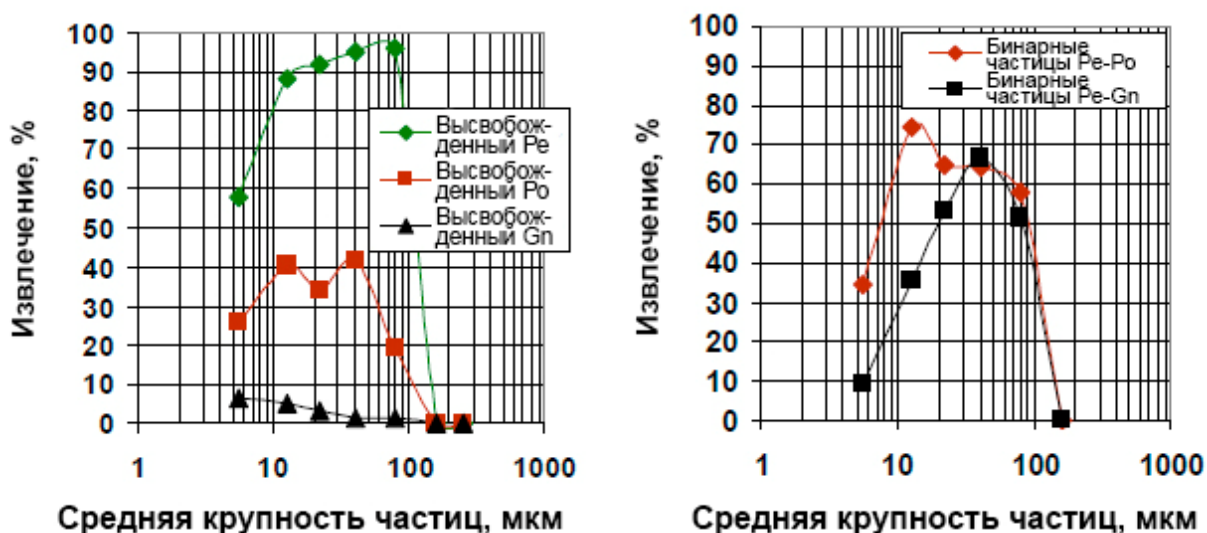 100
90
80
70
60
50
40
30
20
10
0
Извлечение, %
Высвобож-
денный Pe
Высвобож-
денный Po
Высвобож-
денный Gn
1 10 100 1000
Средняя крупность частиц, мкм
100
90
80
70
60
50
40
30
20
10
0
Извлечение, %
Бинарные
частицы Pe-Po
Бинарные
частицы Pe-Gn
1 10 100 1000
Средняя крупность частиц, мкм